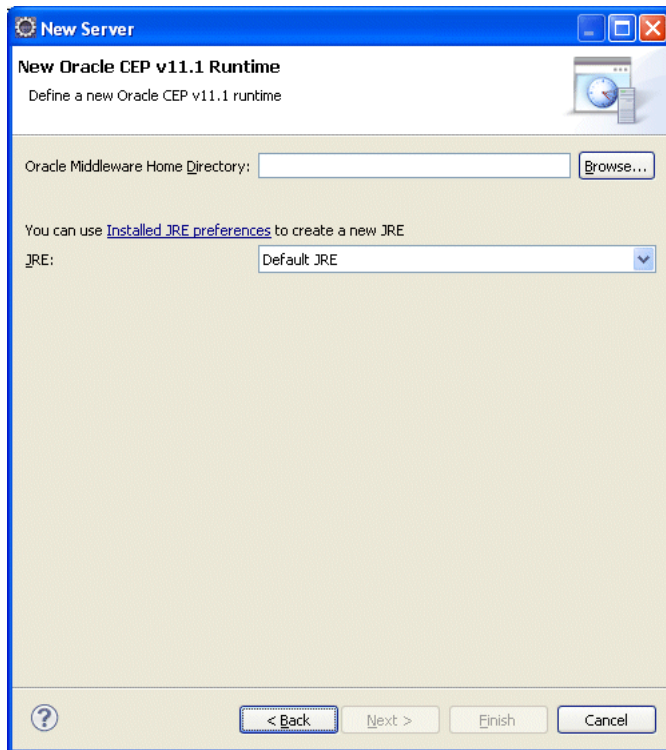 New Server
New Oracle CEP v11.1 Runtime
Define a new Oracle CEP v11.1 runtime
Oracle Middleware Home Directory: Browse...
You can use Installed JRE preferences to create a new JRE
JRE: Default JRE
? < Back Next > Finish Cancel